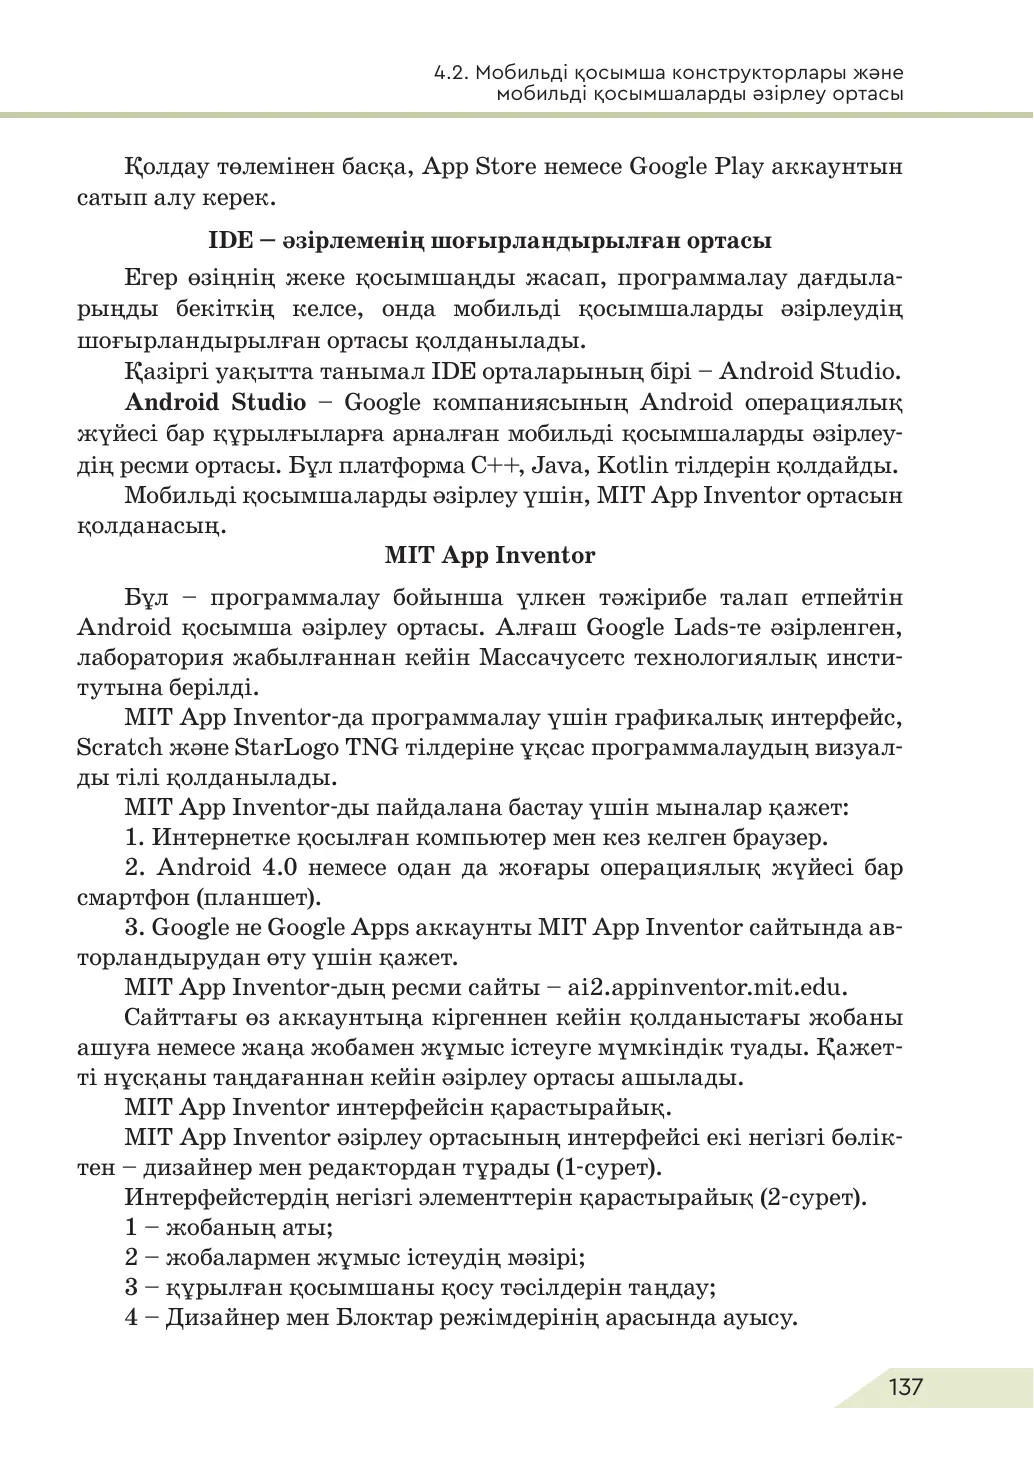 4.2. Мобильді қосымша конструкторлары және
мобильді қосымшаларды әзірлеу ортасы
Қолдау төлемінен басқа, App Store немесе Google Play аккаунтын
сатып алу керек.
IDE – әзірлеменің шоғырландырылған ортасы
Егер өзіңнің жеке қосымшаңды жасап, программалау дағдыла-
рыңды бекіткің келсе, онда мобильді қосымшаларды әзірлеудің
шоғырландырылған ортасы қолданылады.
Қазіргі уақытта танымал IDE орталарының бірі – Android Studio.
Android Studio – Google компаниясының Android операциялық
жүйесі бар құрылғыларға арналған мобильді қосымшаларды әзірлеу-
дің ресми ортасы. Бұл платформа C++, Java, Kotlin тілдерін қолдайды.
Мобильді қосымшаларды әзірлеу үшін, MIT App Inventor ортасын
қолданасың.
MIT App Inventor
Бұл – программалау бойынша үлкен тәжірибе талап етпейтін
Android қосымша әзірлеу ортасы. Алғаш Google Lads-те әзірленген,
лаборатория жабылғаннан кейін Массачусетс технологиялық инсти-
тутына берілді.
MIT App Inventor-да программалау үшін графикалық интерфейс,
Scratch және StarLogo TNG тілдеріне ұқсас программалаудың визуал-
ды тілі қолданылады.
MIT App Inventor-ды пайдалана бастау үшін мыналар қажет:
1. Интернетке қосылған компьютер мен кез келген браузер.
2. Android 4.0 немесе одан да жоғары операциялық жүйесі бар
смартфон (планшет).
3. Google не Google Apps аккаунты MIT App Inventor сайтында ав-
торландырудан өту үшін қажет.
MIT App Inventor-дың ресми сайты – ai2.appinventor.mit.edu.
Сайттағы өз аккаунтыңа кіргеннен кейін қолданыстағы жобаны
ашуға немесе жаңа жобамен жұмыс істеуге мүмкіндік туады. Қажет-
ті нұсқаны таңдағаннан кейін әзірлеу ортасы ашылады.
MIT App Inventor интерфейсін қарастырайық.
MIT App Inventor әзірлеу ортасының интерфейсі екі негізгі бөлік-
тен – дизайнер мен редактордан тұрады (1-сурет).
Интерфейстердің негізгі элементтерін қарастырайық (2-сурет).
1 – жобаның аты;
2 – жобалармен жұмыс істеудің мәзірі;
3 – құрылған қосымшаны қосу тәсілдерін таңдау;
4 – Дизайнер мен Блоктар режімдерінің арасында ауысу.
137